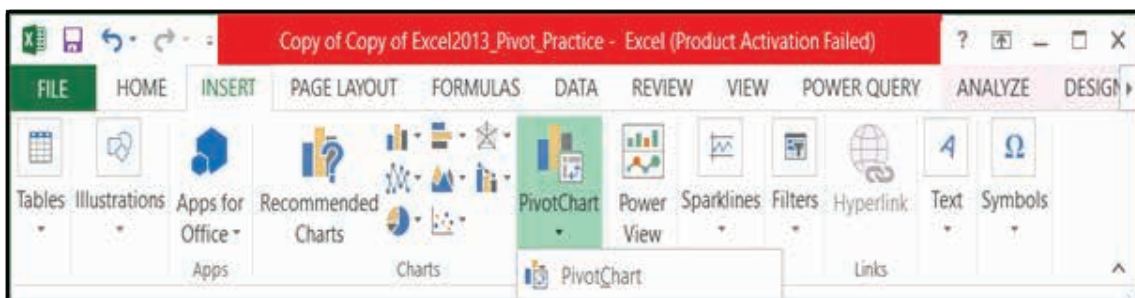 Copy of Copy of Excel2013_Pivot_Practice - Excel (Product Activation Failed) ?
FILE HOME INSERT PAGE LAYOUT FORMULAS DATA REVIEW VIEW POWER QUERY ANALYZE DESIGN
Tables Illustrations Apps for Recommended PivotChart Power Sparklines Filters Hyperlink Text Symbols
Office Charts View
Apps Charts Links
PivotChart